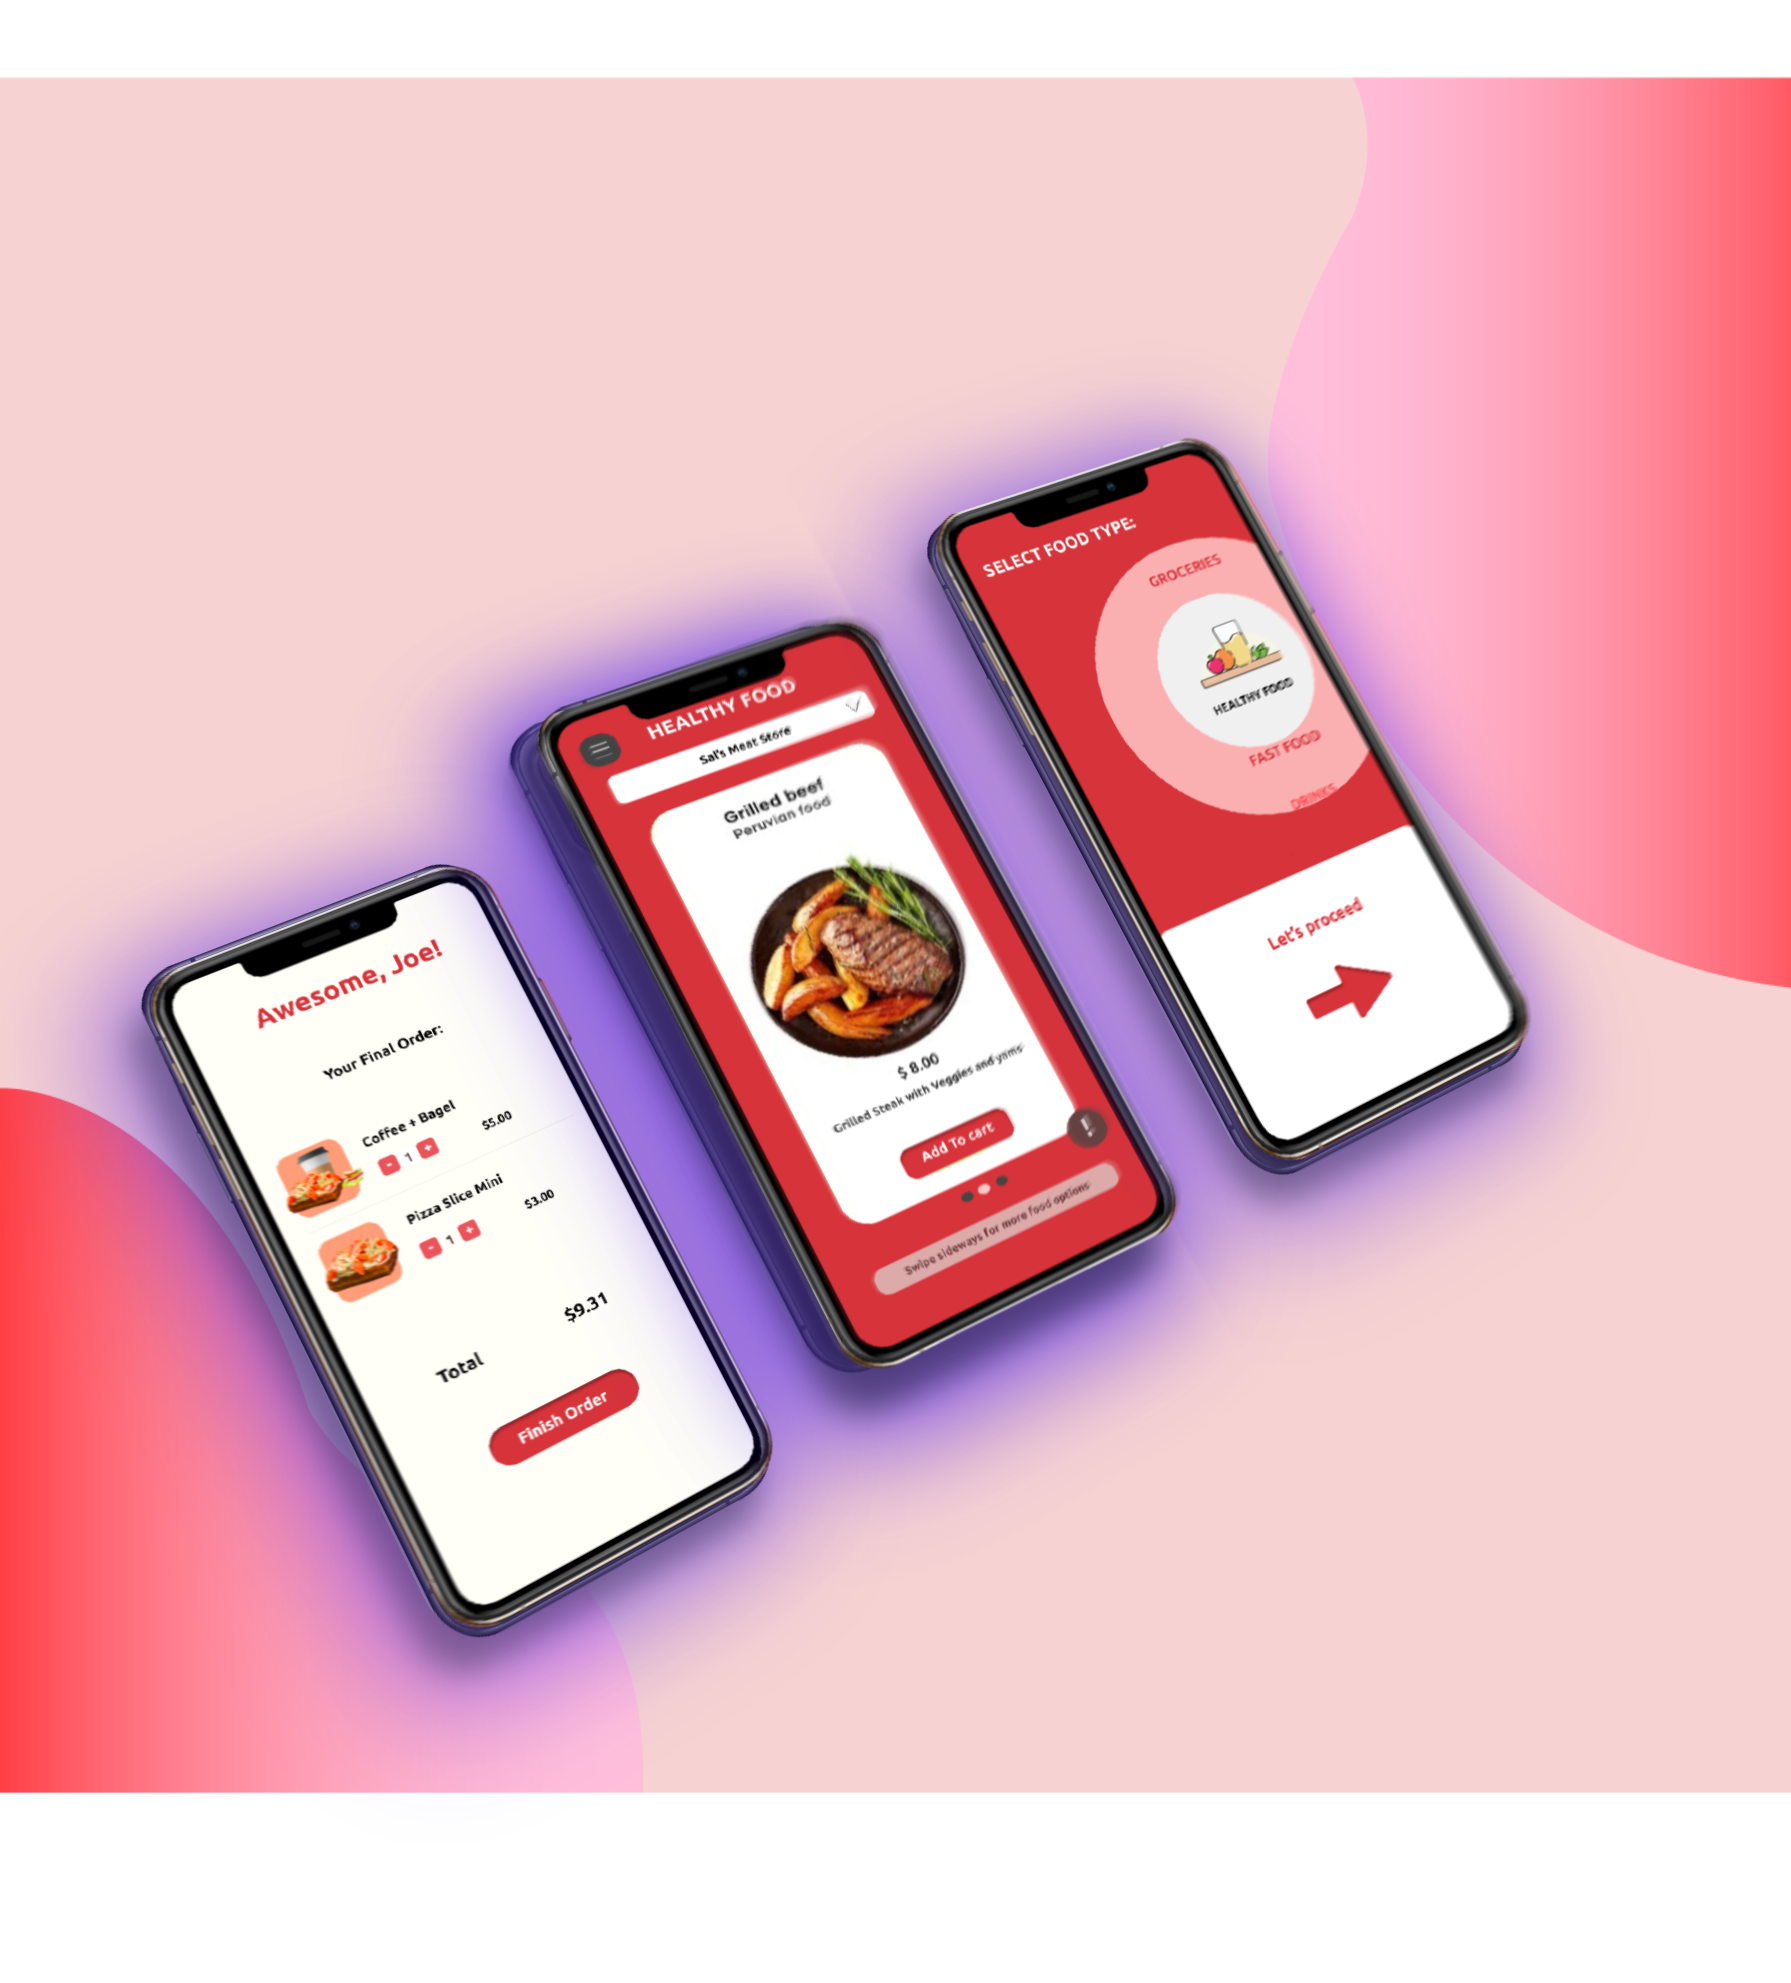 Awesome, Joe!
Your Final Order:
Coffee + Bagel
- 1 +
$5.00
Pizza Slice Mini
- 1 +
$3.00
$9.31
Total
Finish Order
HEALTHY FOOD
Sal's Meat Store
Grilled beef
Peruvian food
$ 8.00
Grilled Steak with Veggies and yams
Add To cart
Swipe sideways for more food options
SELECT FOOD TYPE:
GROCERIES
HEALTHY FOOD
FAST FOOD
DRINKS
Let's proceed